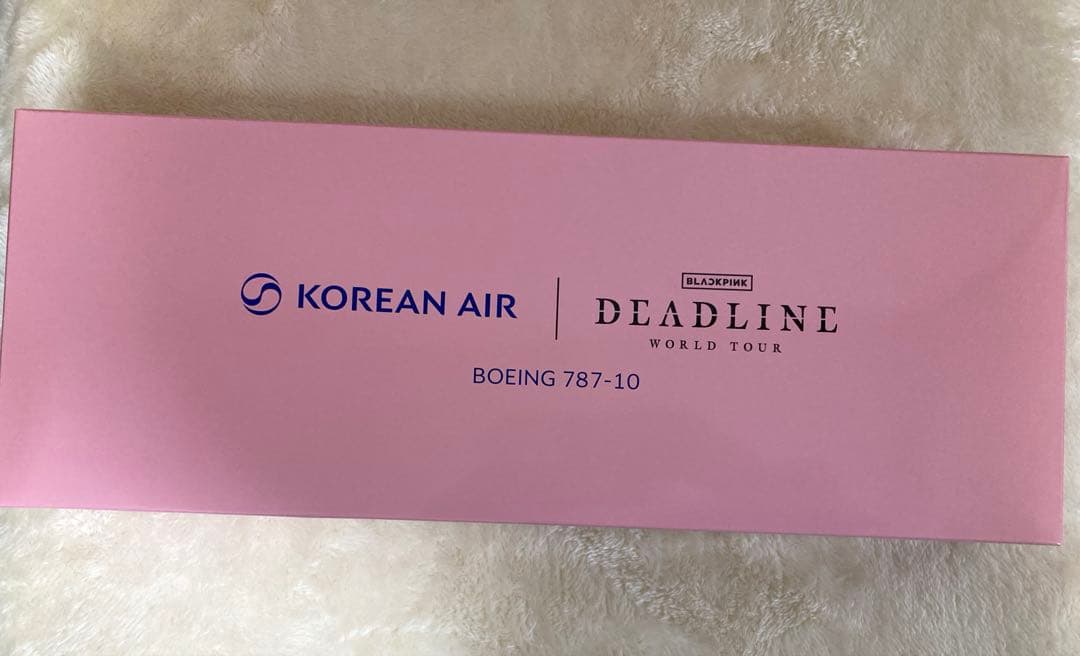 KOREAN AIR
BLACKPINK
DEADLINE
WORLD TOUR
BOEING 787-10